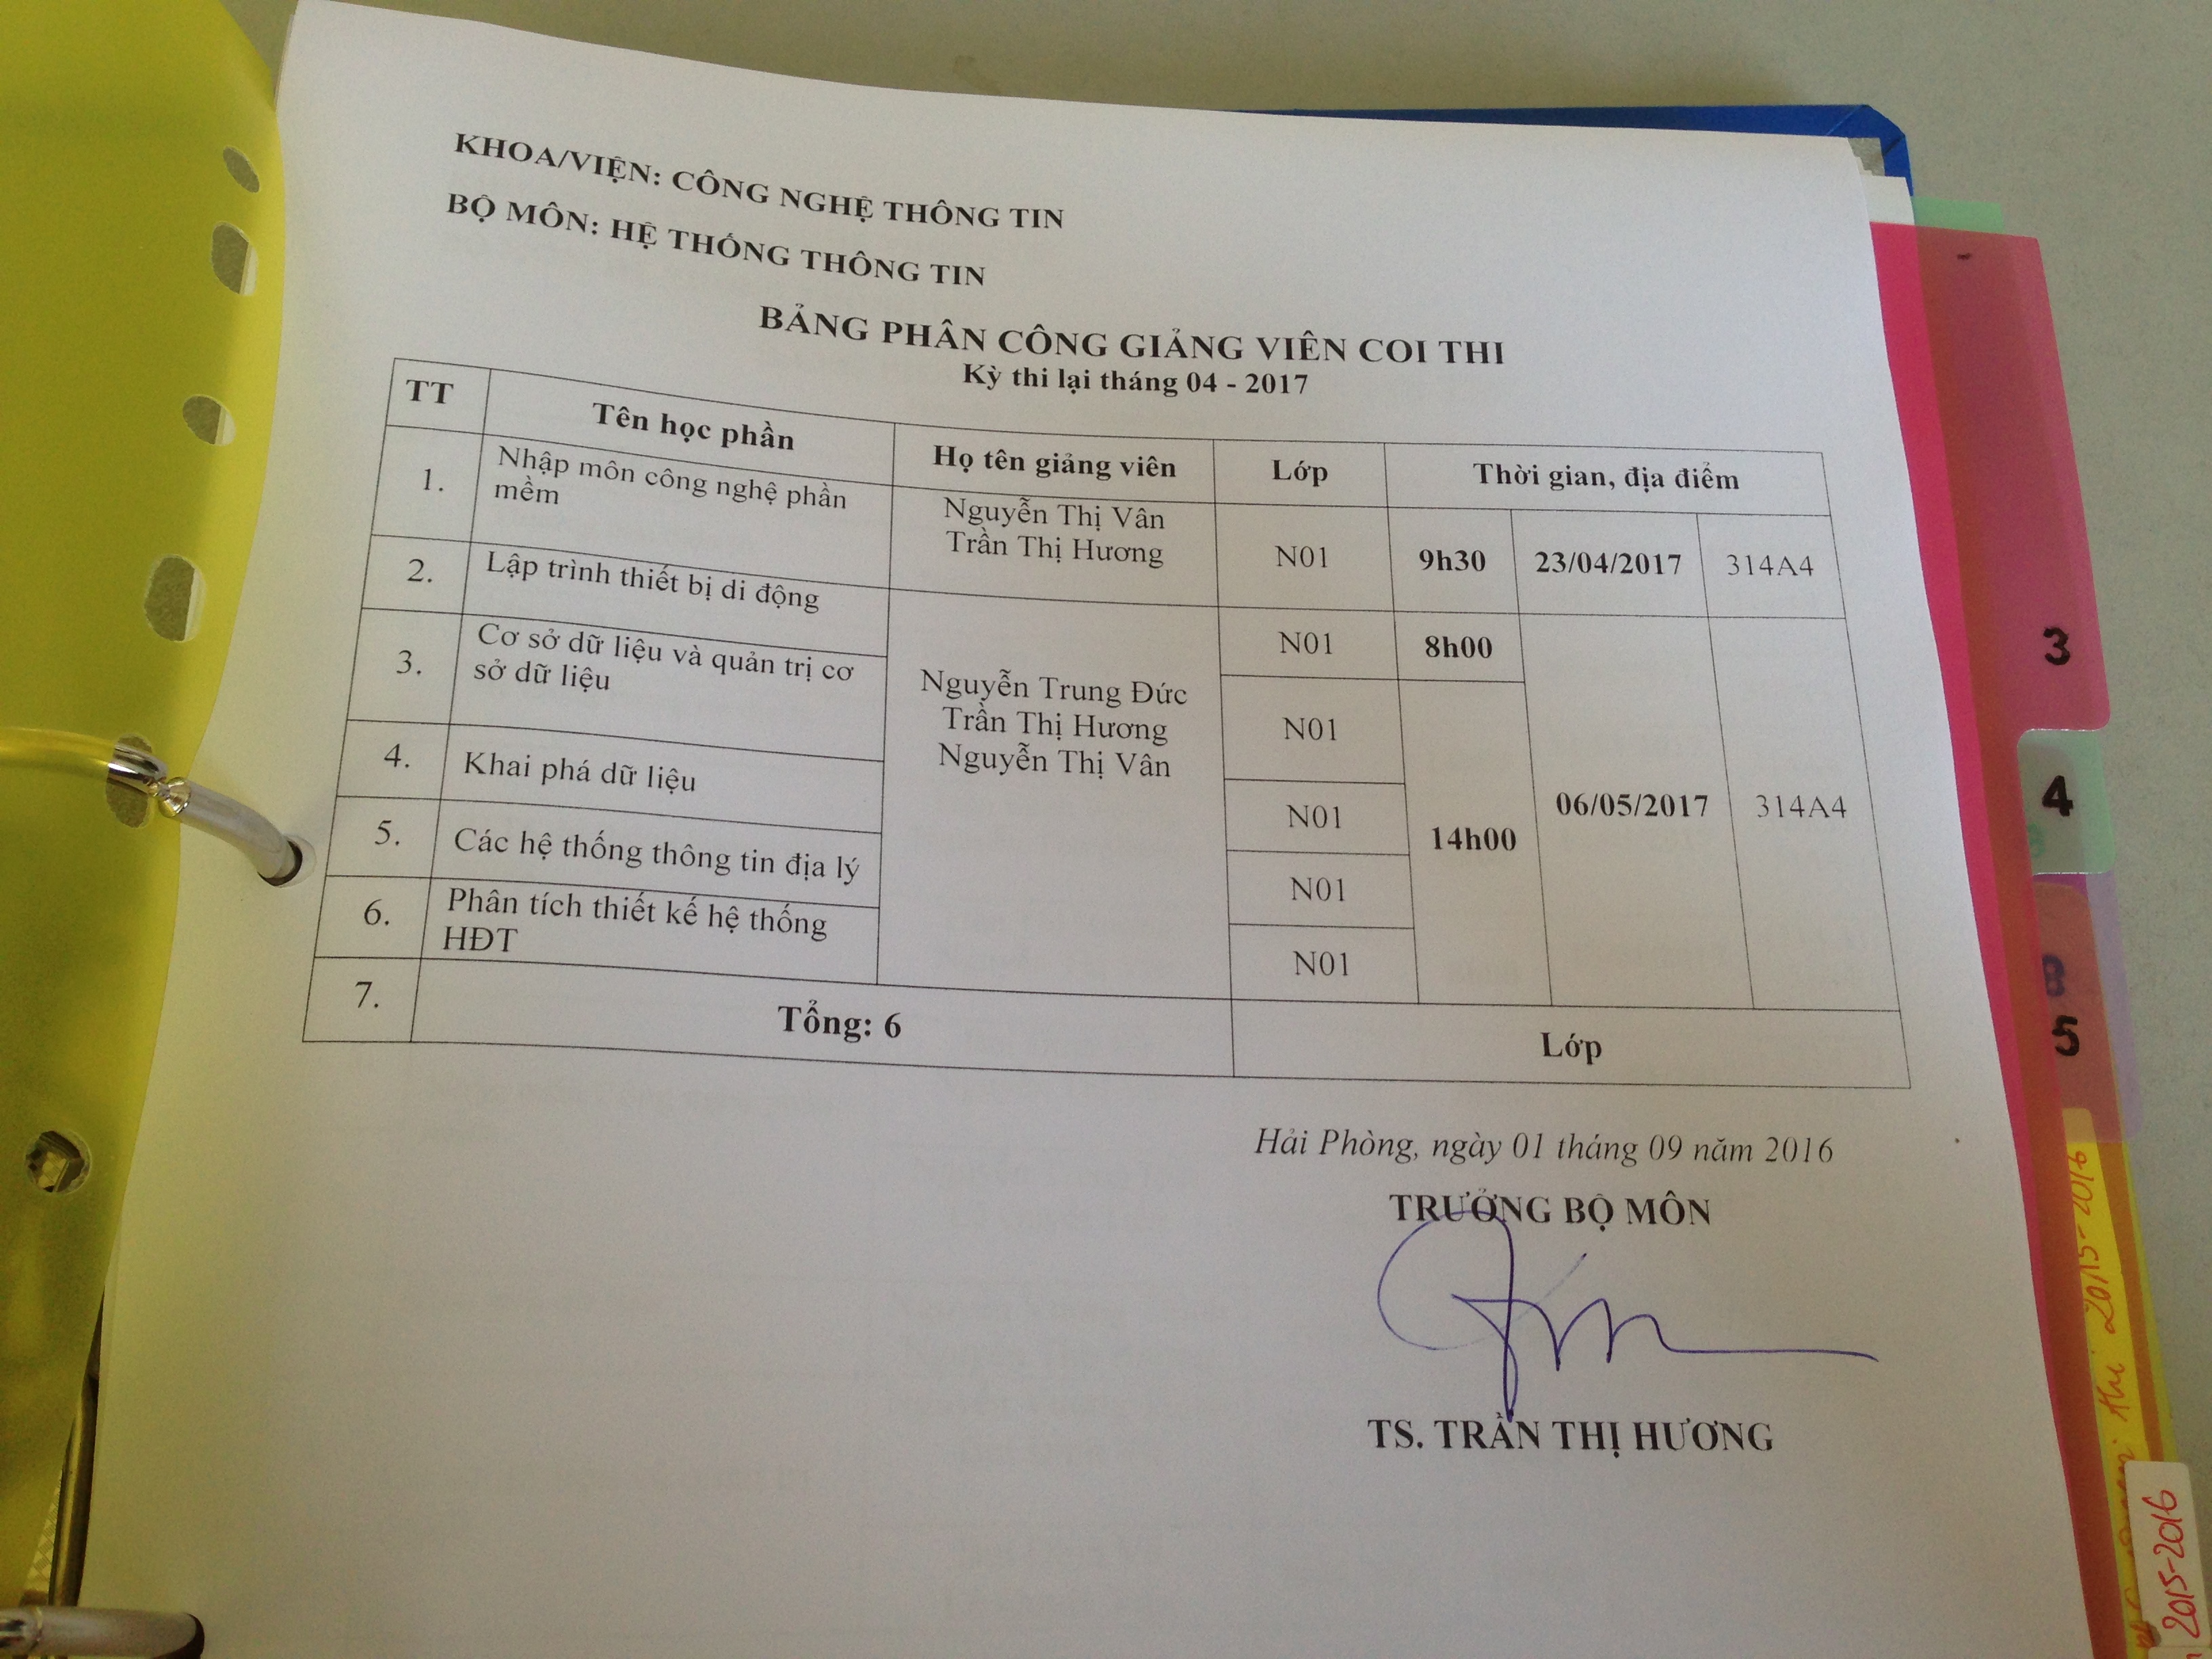 KHOA/VIỆN: CÔNG NGHỆ THÔNG TIN
BỘ MÔN: HỆ THỐNG THÔNG TIN
BẢNG PHÂN CÔNG GIẢNG VIÊN COI THI
Kỳ thi lại tháng 04 - 2017
TT Tên học phần Họ tên giảng viên Lớp Thời gian, địa điểm
1. Nhập môn công nghệ phần
mềm
Nguyễn Thị Vân
Trần Thị Hương
N01 9h30 23/04/2017 314A4
2. Lập trình thiết bị di động N01 8h00
3. Cơ sở dữ liệu và quản trị cơ
sở dữ liệu
N01
Nguyễn Trung Đức
Trần Thị Hương
Nguyễn Thị Vân
4. Khai phá dữ liệu N01
14h00 06/05/2017 314A4
5. Các hệ thống thông tin địa lý N01
6. Phân tích thiết kế hệ thống
HĐT
N01
7. Tổng: 6 Lớp
Hải Phòng, ngày 01 tháng 09 năm 2016
TRƯỞNG BỘ MÔN
TS. TRẦN THỊ HƯƠNG
3
4
5
thi 2015-2016
2015-2016